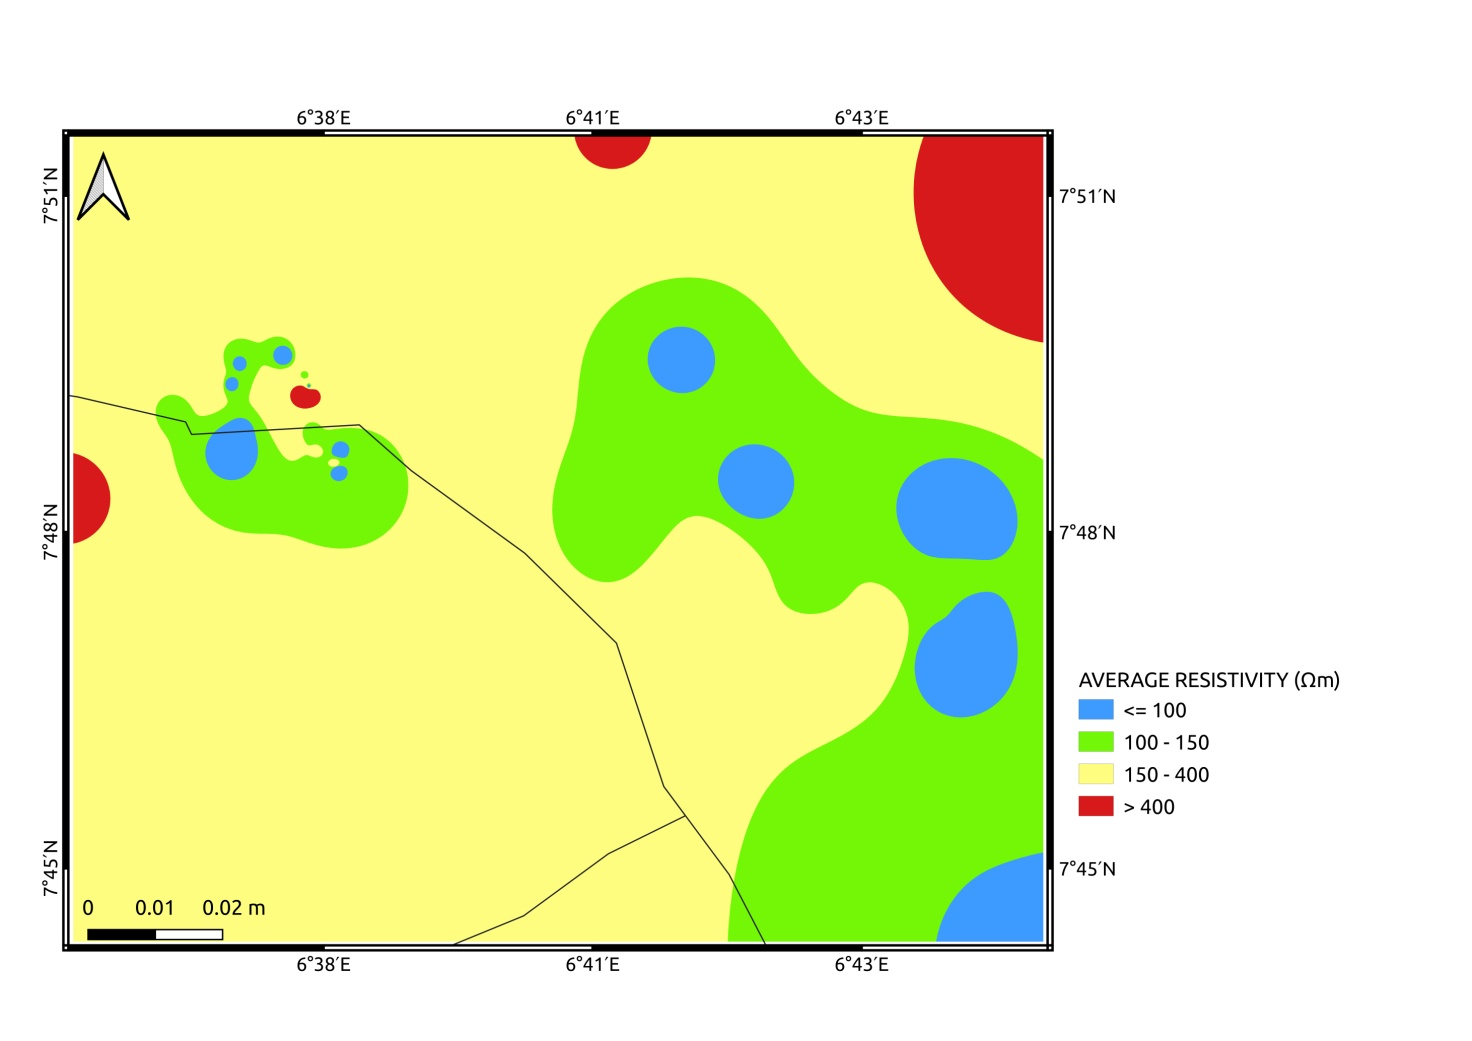 6°38′E 6°41′E 6°43′E
7°51′N 7°51′N
7°48′N 7°48′N
AVERAGE RESISTIVITY (Ωm)
<= 100
100 - 150
150 - 400
> 400
7°45′N 7°45′N
0 0.01 0.02 m
6°38′E 6°41′E 6°43′E